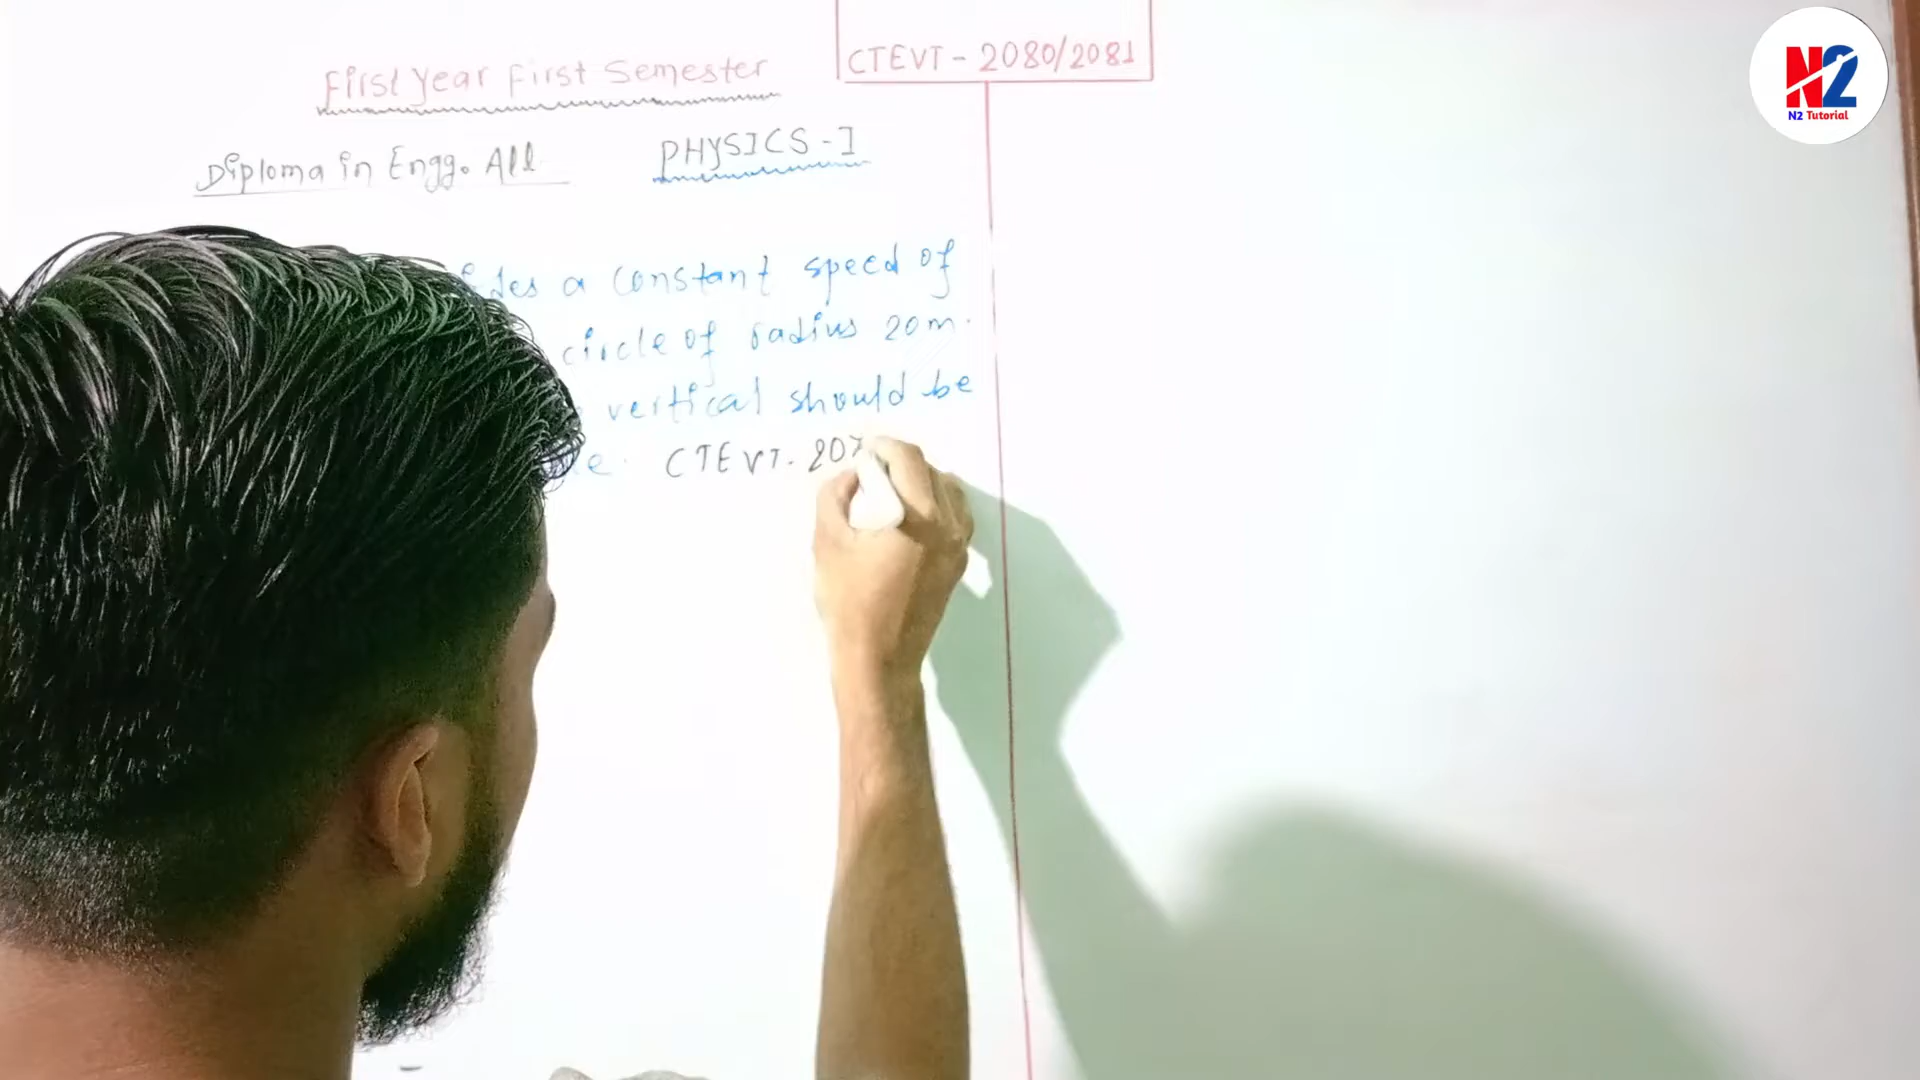 CTEVT - 2080/2081
First Year First Semester
Diploma in Engg. All
PHYSICS - I
a constant speed of
circle of radius 20m.
vertical should be
CTEVT. 207
N2
N2 Tutorial